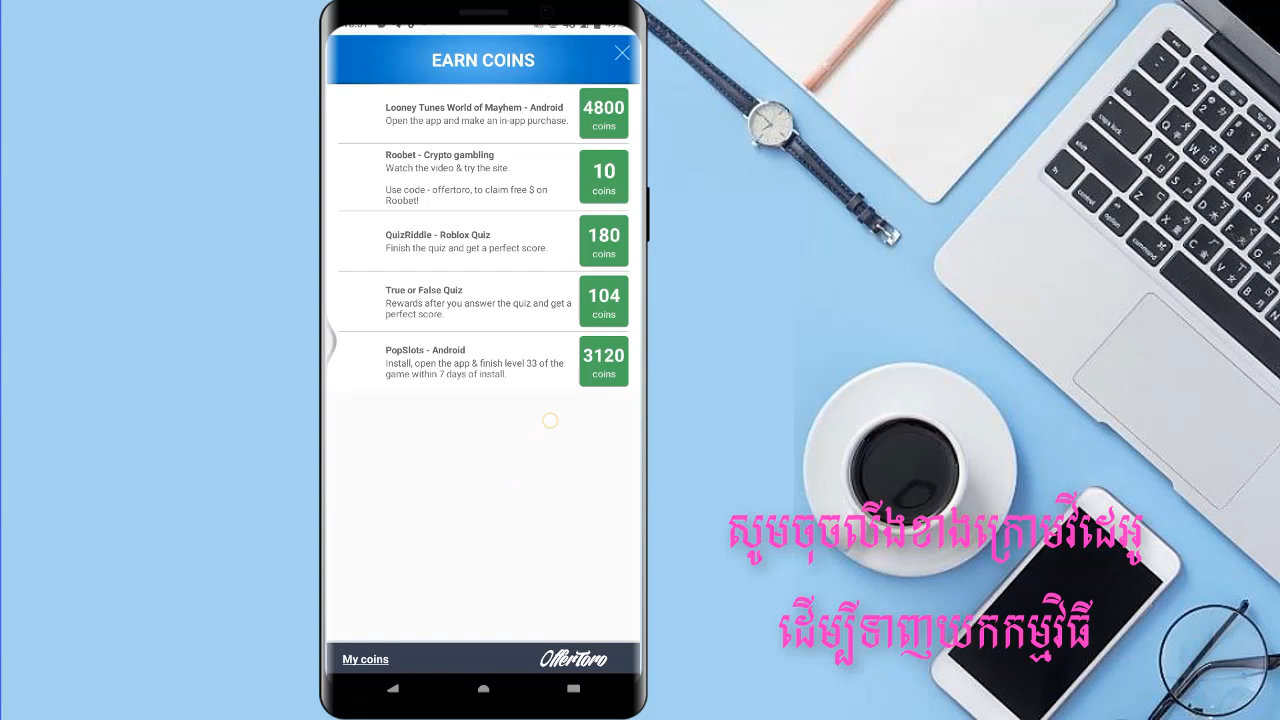 EARN COINS
Looney Tunes World of Mayhem - Android
Open the app and make an in-app purchase.
4800
coins
Roobet - Crypto gambling
Watch the video & try the site.
Use code - offertoro, to claim free $ on
Roobet!
10
coins
QuizRiddle - Roblox Quiz
Finish the quiz and get a perfect score.
180
coins
True or False Quiz
Rewards after you answer the quiz and get a
perfect score.
104
coins
PopSlots - Android
Install, open the app & finish level 33 of the
game within 7 days of install.
3120
coins
My coins
OfferToro
សូមចុចលីងខាងក្រោមវីដេអូ
ដើម្បីទាញយកកម្មវីធី